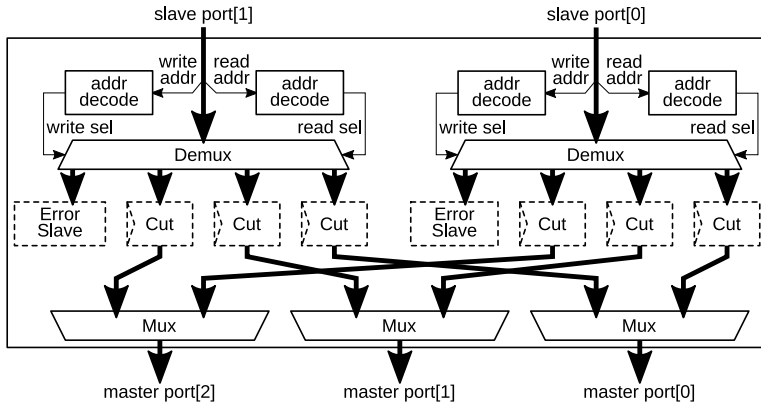 slave port[1]
slave port[0]
write addr
read addr
write addr
read addr
addr decode
addr decode
addr decode
addr decode
write sel
read sel
write sel
read sel
Demux
Demux
Error Slave
Cut
Cut
Cut
Error Slave
Cut
Cut
Cut
Mux
Mux
Mux
master port[2]
master port[1]
master port[0]